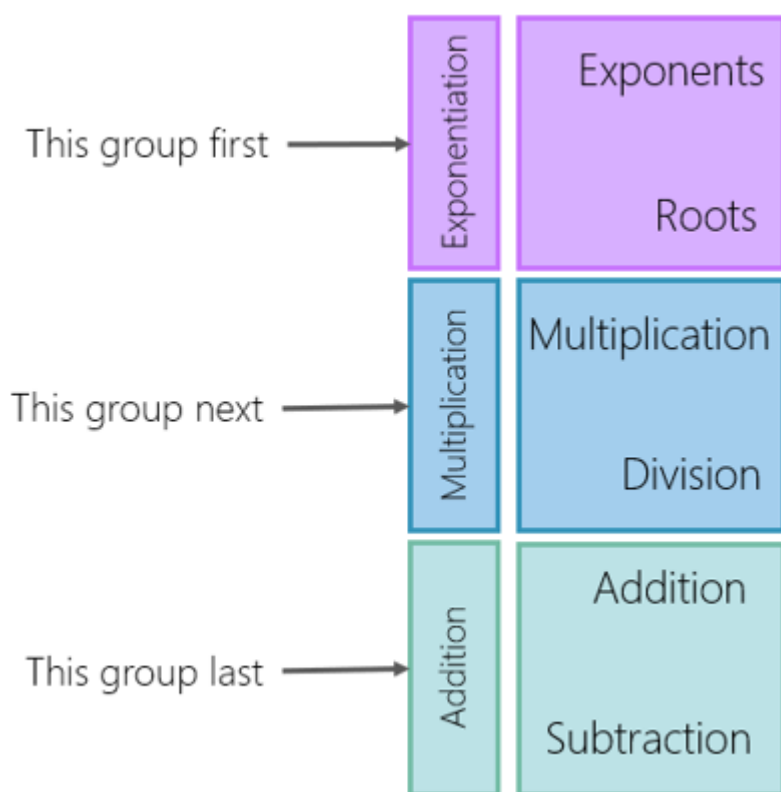 This group first
Exponentiation
Exponents
Roots
This group next
Multiplication
Multiplication
Division
This group last
Addition
Addition
Subtraction